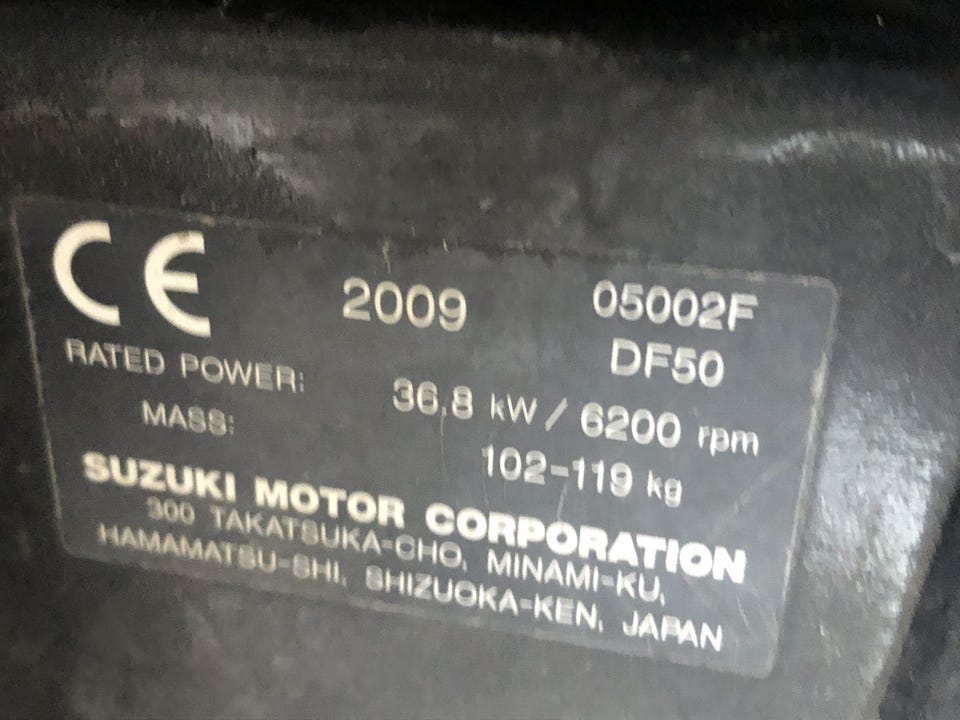 CE 2009 05002F
DF50
RATED POWER: 36,8 kW / 6200 rpm
MASS: 102-119 kg
SUZUKI MOTOR CORPORATION
300 TAKATSUKA-CHO, MINAMI-KU,
HAMAMATSU-SHI, SHIZUOKA-KEN, JAPAN